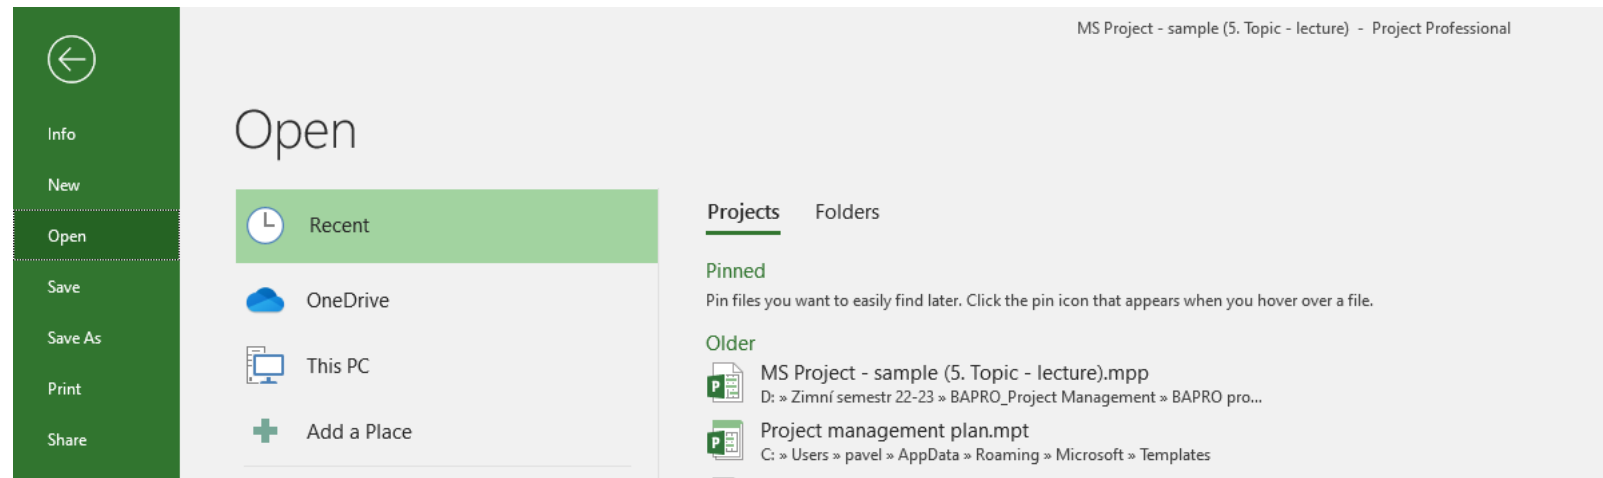 MS Project - sample (5. Topic - lecture) - Project Professional
Info
New
Open
Save
Save As
Print
Share
Open
Recent
OneDrive
This PC
Add a Place
Projects Folders
Pinned
Pin files you want to easily find later. Click the pin icon that appears when you hover over a file.
Older
MS Project - sample (5. Topic - lecture).mpp
D: » Zimní semestr 22-23 » BAPRO_Project Management » BAPRO pro...
Project management plan.mpt
C: » Users » pavel » AppData » Roaming » Microsoft » Templates